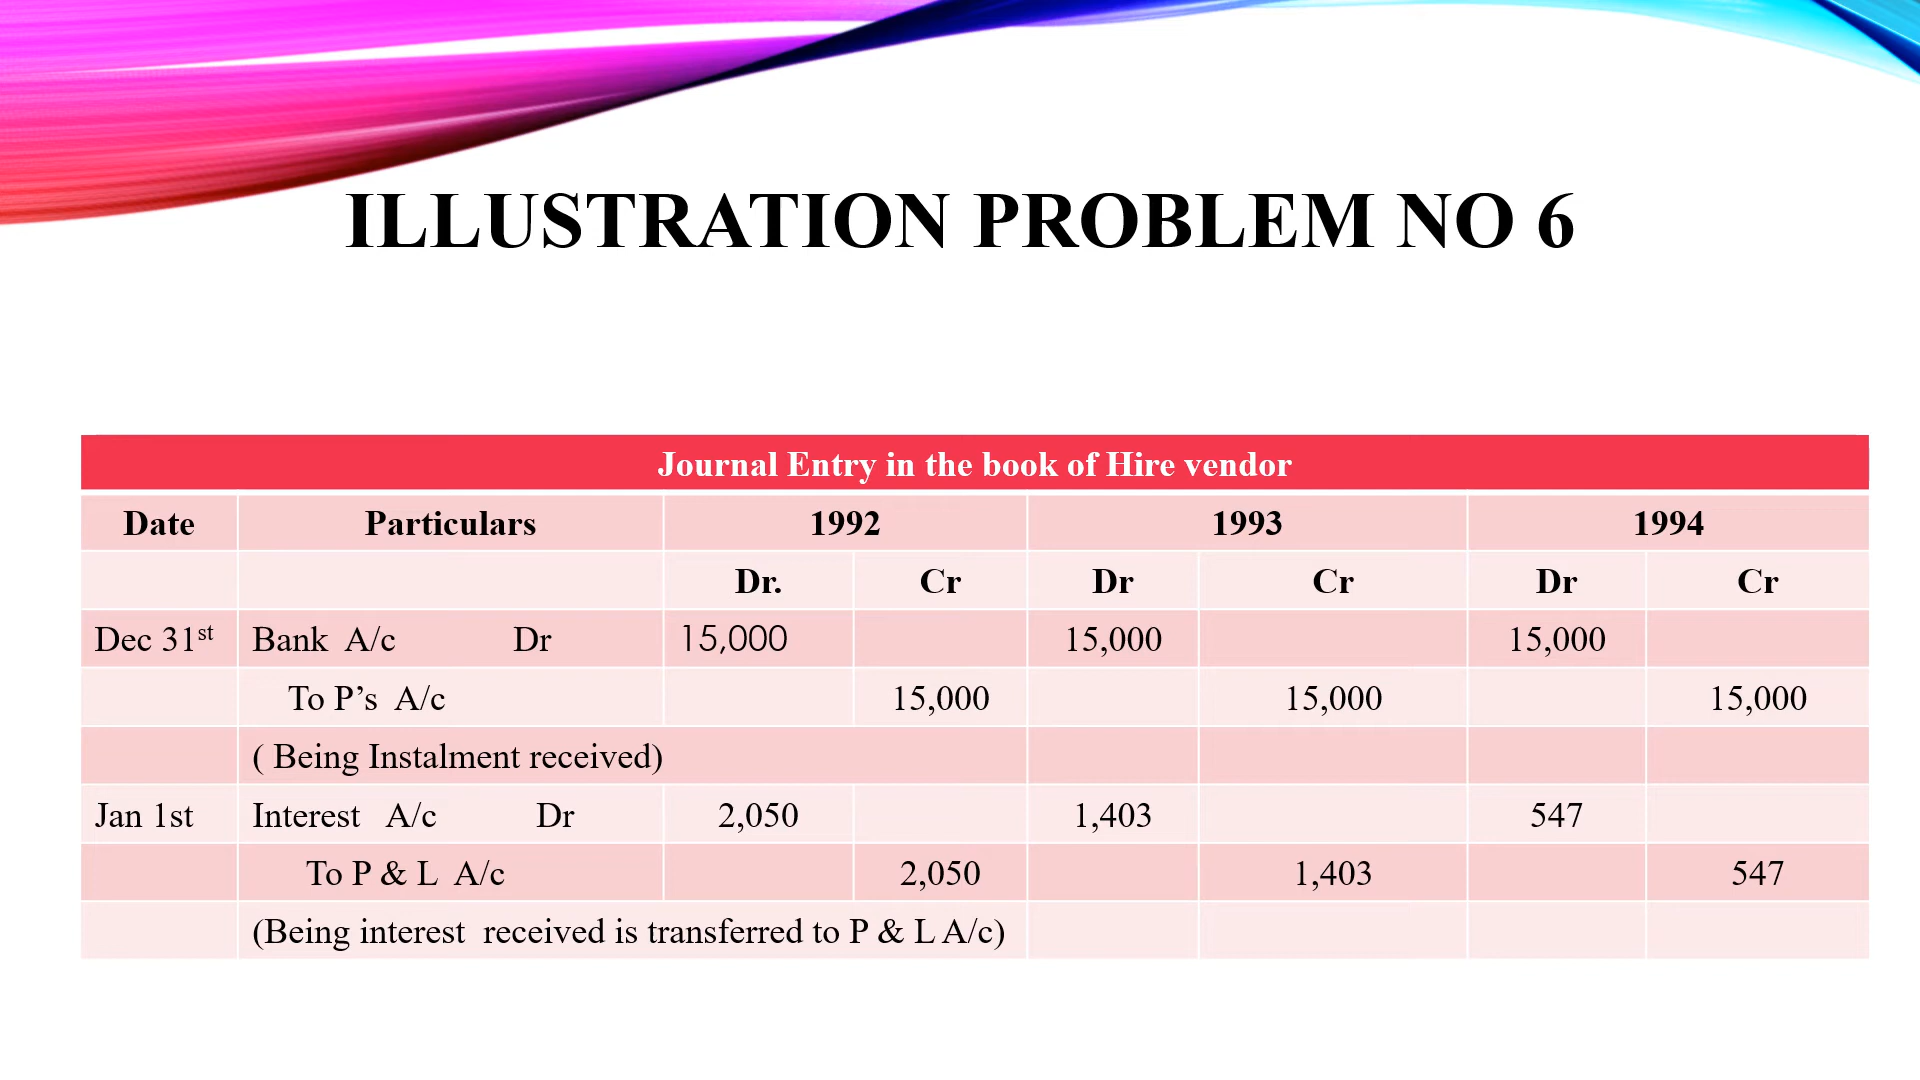 ILLUSTRATION PROBLEM NO 6
Journal Entry in the book of Hire vendor
Date Particulars 1992 1993 1994
Dr. Cr Dr Cr Dr Cr
Dec 31st Bank A/c Dr 15,000 15,000 15,000
To P’s A/c 15,000 15,000 15,000
( Being Instalment received)
Jan 1st Interest A/c Dr 2,050 1,403 547
To P & L A/c 2,050 1,403 547
(Being interest received is transferred to P & L A/c)